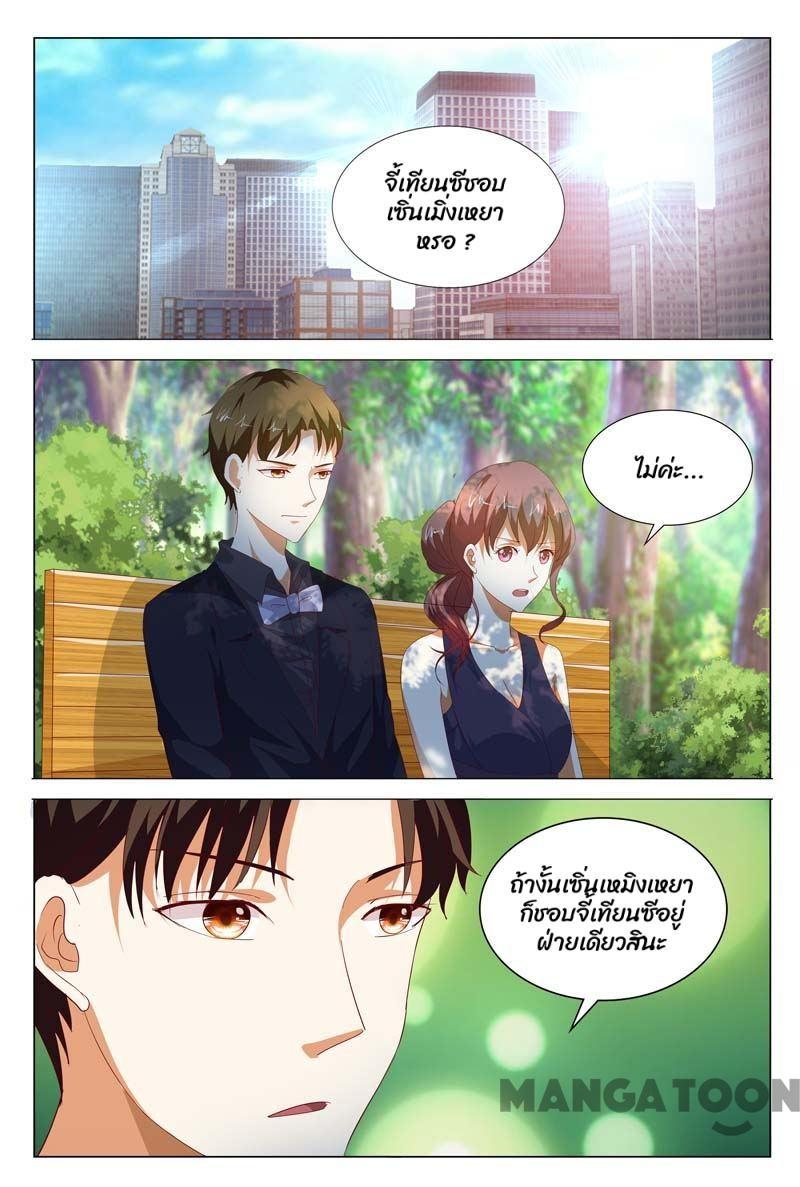 จี้เทียนซีชอบ
เซิ่นเมิ่งเหยา
หรอ ?
ไม่ค่ะ...
ถ้างั้นเซิ่นเหมิงเหยา
ก็ชอบจี้เทียนซีอยู่
ฝ่ายเดียวสินะ
MANGATOON